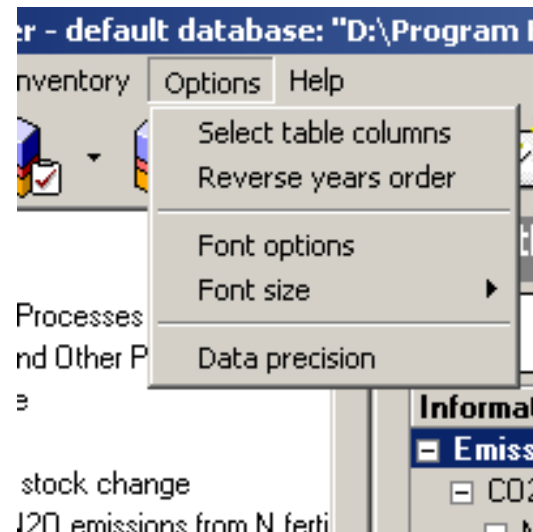 er - default database: "D:\Program
nventory Options Help
Select table columns
Reverse years order
Font options
Font size
Processes
nd Other P
Data precision
e
Informat
Emiss
stock change
CO2
N2O emissions from N ferti